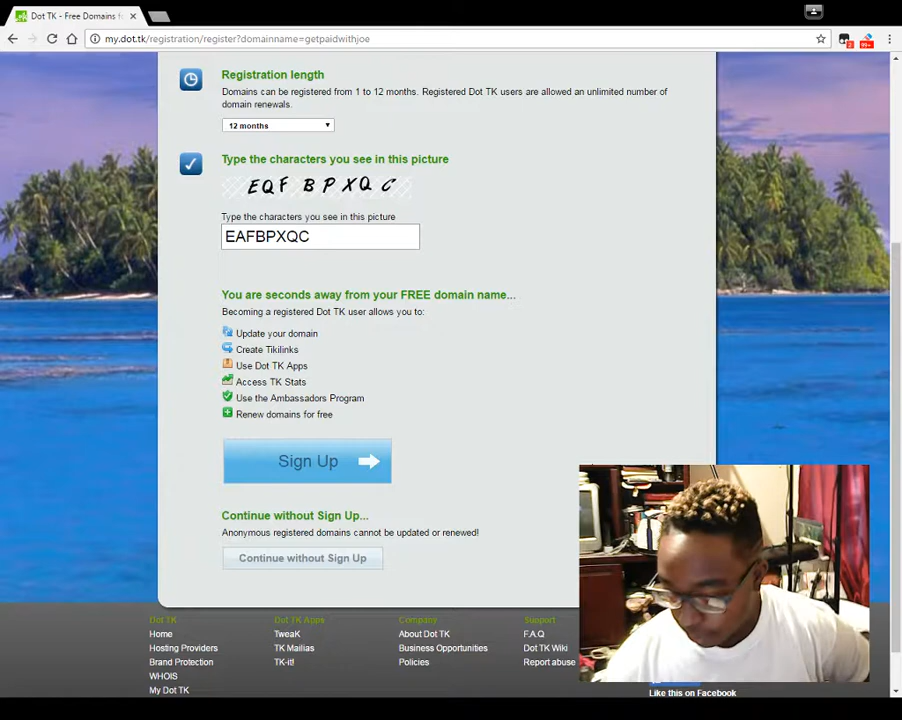 Dot TK - Free Domains f
my.dot.tk/registration/register?domainname=getpaidwithjoe
2
99+
Registration length
Domains can be registered from 1 to 12 months. Registered Dot TK users are allowed an unlimited number of
domain renewals.
12 months
Type the characters you see in this picture
EQFBPXQC
Type the characters you see in this picture
EAFBPXQC
You are seconds away from your FREE domain name...
Becoming a registered Dot TK user allows you to:
Update your domain
Create Tikilinks
Use Dot TK Apps
Access TK Stats
Use the Ambassadors Program
Renew domains for free
Sign Up
Continue without Sign Up...
Anonymous registered domains cannot be updated or renewed!
Continue without Sign Up
Dot TK Dot TK Apps Company Support
Home TweaK About Dot TK F.A.Q
Hosting Providers TK Mailias Business Opportunities Dot TK Wiki
Brand Protection TK-it! Policies Report abuse
WHOIS
My Dot TK
Like this on Facebook